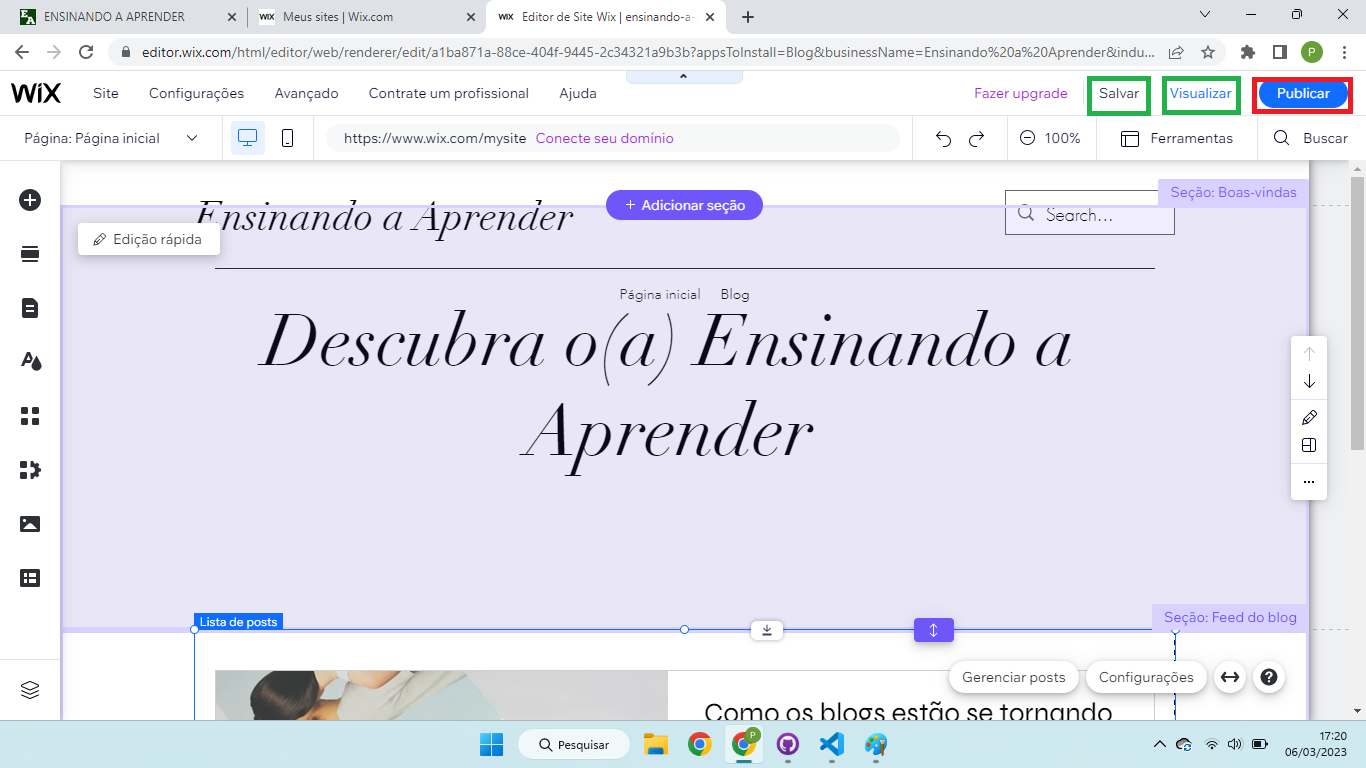 ENSINANDO A APRENDER
WiX Meus sites | Wix.com
WiX Editor de Site Wix | ensinando-a-
editor.wix.com/html/editor/web/renderer/edit/a1ba871a-88ce-404f-9445-2c34321a9b3b?appsToInstall=Blog&businessName=Ensinando%20a%20Aprender&indu...
P
WiX Site Configurações Avançado Contrate um profissional Ajuda Fazer upgrade Salvar Visualizar Publicar
Página: Página inicial https://www.wix.com/mysite Conecte seu domínio 100% Ferramentas Buscar
Seção: Boas-vindas
+ Adicionar seção
Ensinando a Aprender
Search...
Edição rápida
Página inicial Blog
Descubra o(a) Ensinando a
Aprender
Lista de posts
Seção: Feed do blog
Gerenciar posts Configurações ?
Como os blogs estão se tornando
Pesquisar
P
17:20
06/03/2023